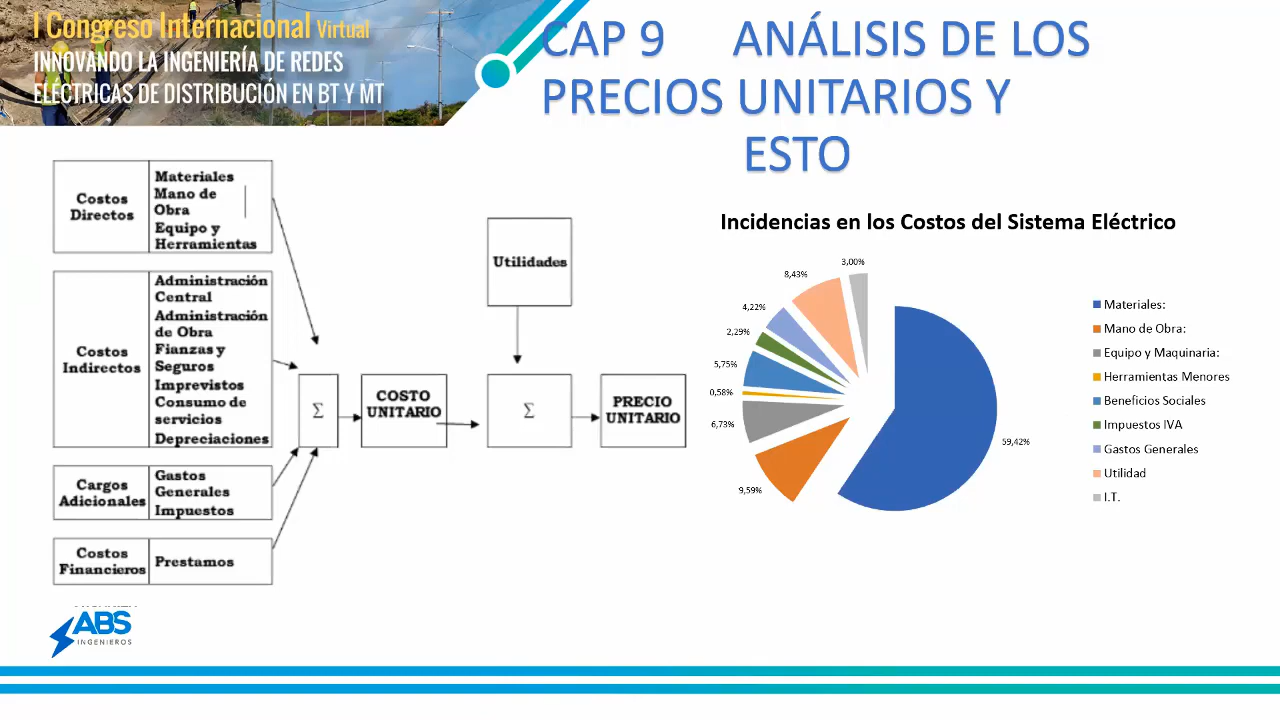 I Congreso Internacional Virtual
INNOVANDO LA INGENIERÍA DE REDES
ELÉCTRICAS DE DISTRIBUCIÓN EN BT Y MT
CAP 9 ANÁLISIS DE LOS
PRECIOS UNITARIOS Y
ESTO
Costos
Directos
Materiales
Mano de
Obra
Equipo y
Herramientas
Costos
Indirectos
Administración
Central
Administración
de Obra
Fianzas y
Seguros
Imprevistos
Consumo de
servicios
Depreciaciones
Cargos
Adicionales
Gastos
Generales
Impuestos
Costos
Financieros
Prestamos
Σ
COSTO
UNITARIO
Utilidades
Σ
PRECIO
UNITARIO
Incidencias en los Costos del Sistema Eléctrico
3,00%
8,43%
4,22%
2,29%
5,75%
0,58%
6,73%
9,59%
59,42%
Materiales:
Mano de Obra:
Equipo y Maquinaria:
Herramientas Menores
Beneficios Sociales
Impuestos IVA
Gastos Generales
Utilidad
I.T.
ABS
INGENIEROS